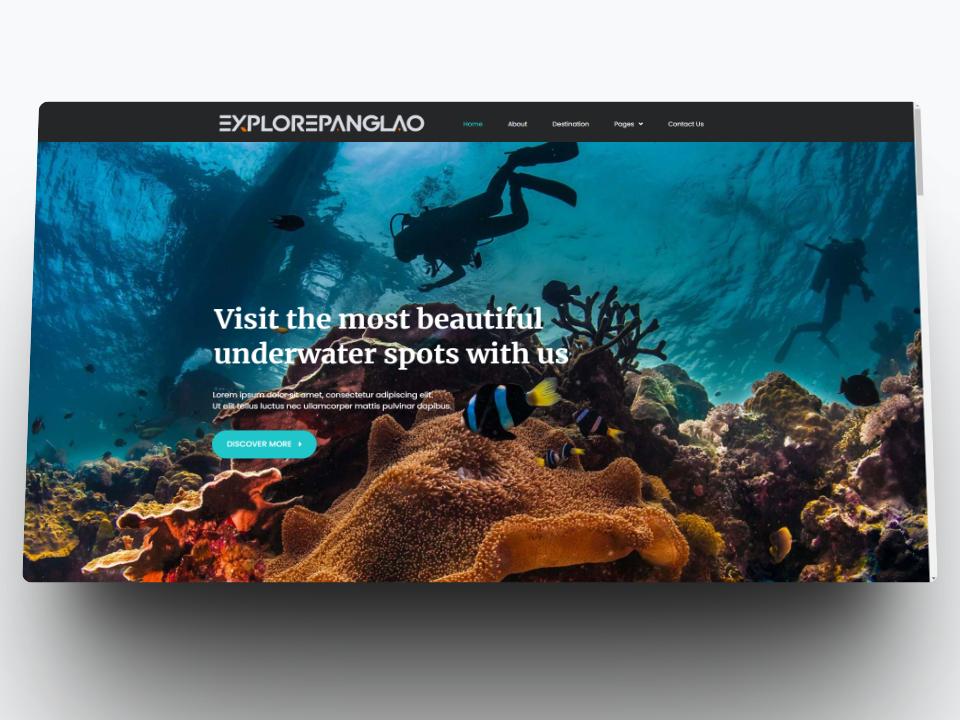 EXPLOREPANGLAO
Home About Destination Pages Contact Us
Visit the most beautiful
underwater spots with us
Lorem ipsum dolor sit amet, consectetur adipiscing elit.
Ut elit tellus luctus nec ullamcorper mattis pulvinar dapibus.
DISCOVER MORE